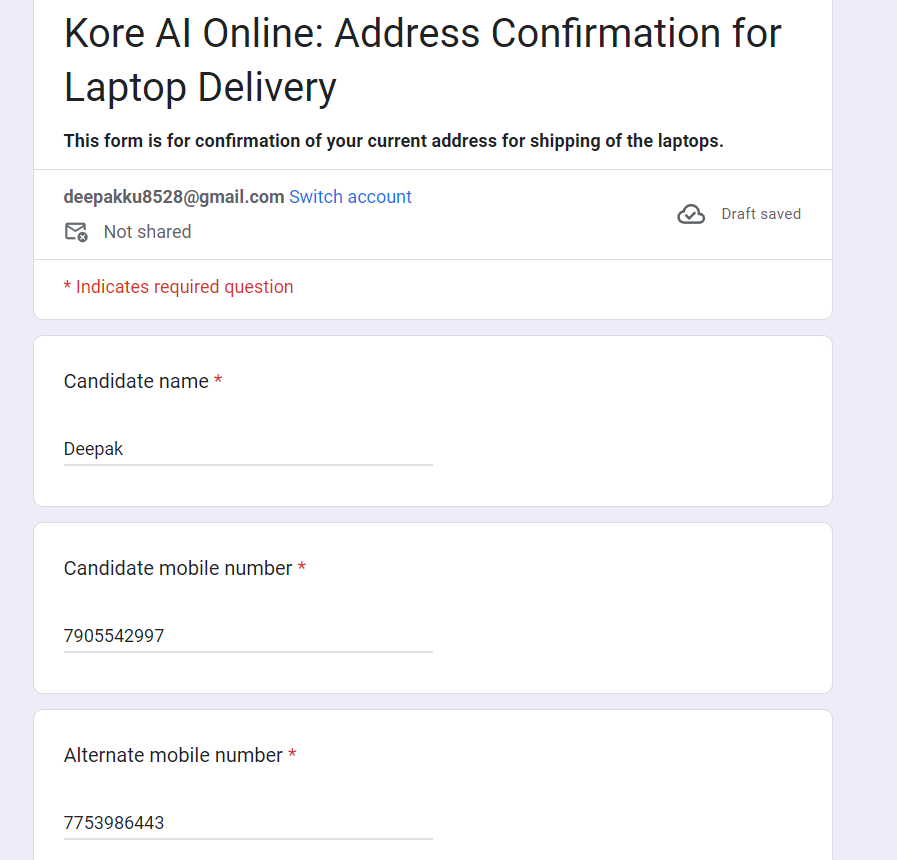 Kore AI Online: Address Confirmation for
Laptop Delivery
This form is for confirmation of your current address for shipping of the laptops.
deepakku8528@gmail.com Switch account
Draft saved
Not shared
* Indicates required question
Candidate name *
Deepak
Candidate mobile number *
7905542997
Alternate mobile number *
7753986443